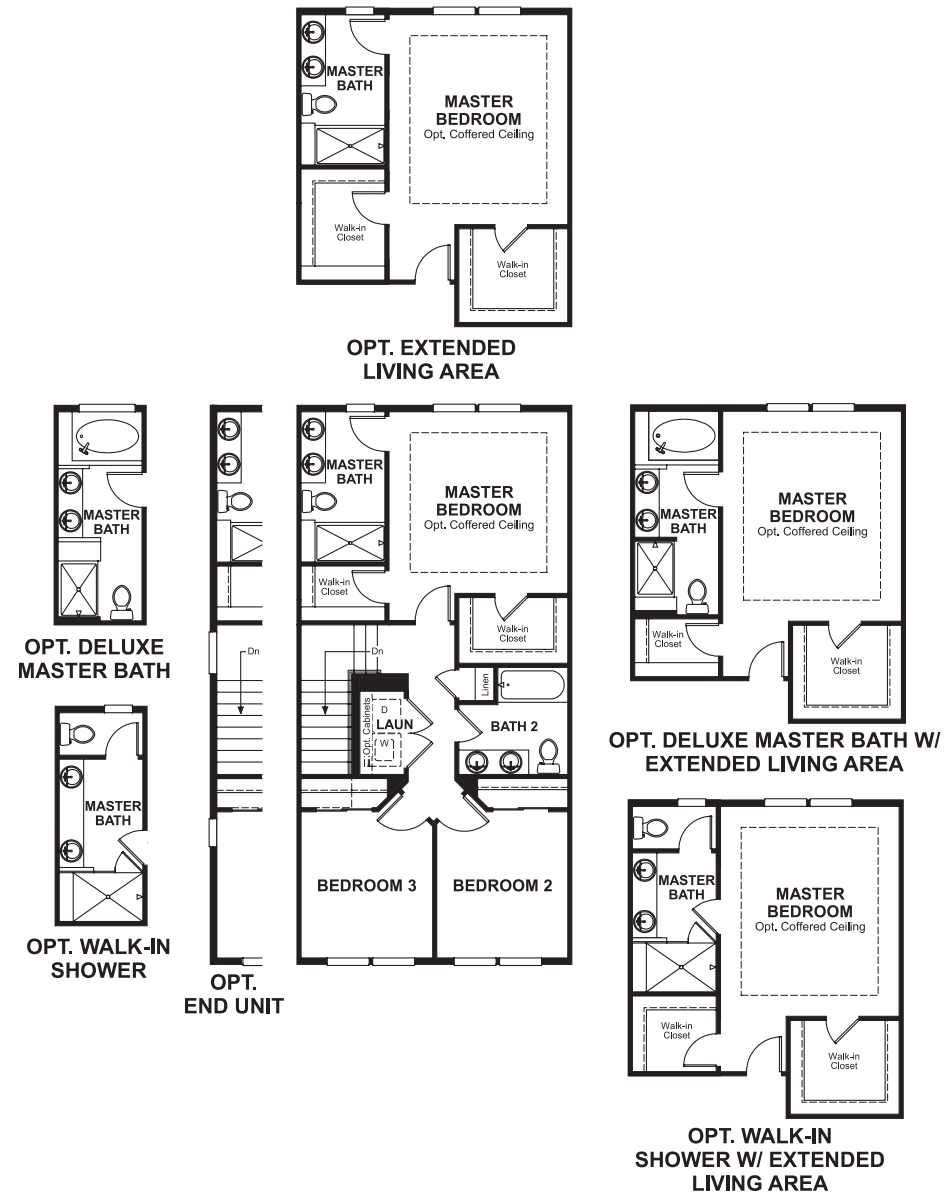 MASTER
BATH
MASTER
BEDROOM
Opt. Coffered Ceiling
Walk-in
Closet
Walk-in
Closet
OPT. EXTENDED
LIVING AREA
MASTER
BATH
OPT. DELUXE
MASTER BATH
MASTER
BATH
OPT. WALK-IN
SHOWER
Dn
OPT.
END UNIT
MASTER
BATH
MASTER
BEDROOM
Opt. Coffered Ceiling
Walk-in
Closet
Walk-in
Closet
Dn
Linen
Opt. Cabinets
D
LAUN
W
BATH 2
BEDROOM 3
BEDROOM 2
MASTER
BATH
MASTER
BEDROOM
Opt. Coffered Ceiling
Walk-in
Closet
Walk-in
Closet
OPT. DELUXE MASTER BATH W/
EXTENDED LIVING AREA
MASTER
BATH
MASTER
BEDROOM
Opt. Coffered Ceiling
Walk-in
Closet
Walk-in
Closet
OPT. WALK-IN
SHOWER W/ EXTENDED
LIVING AREA